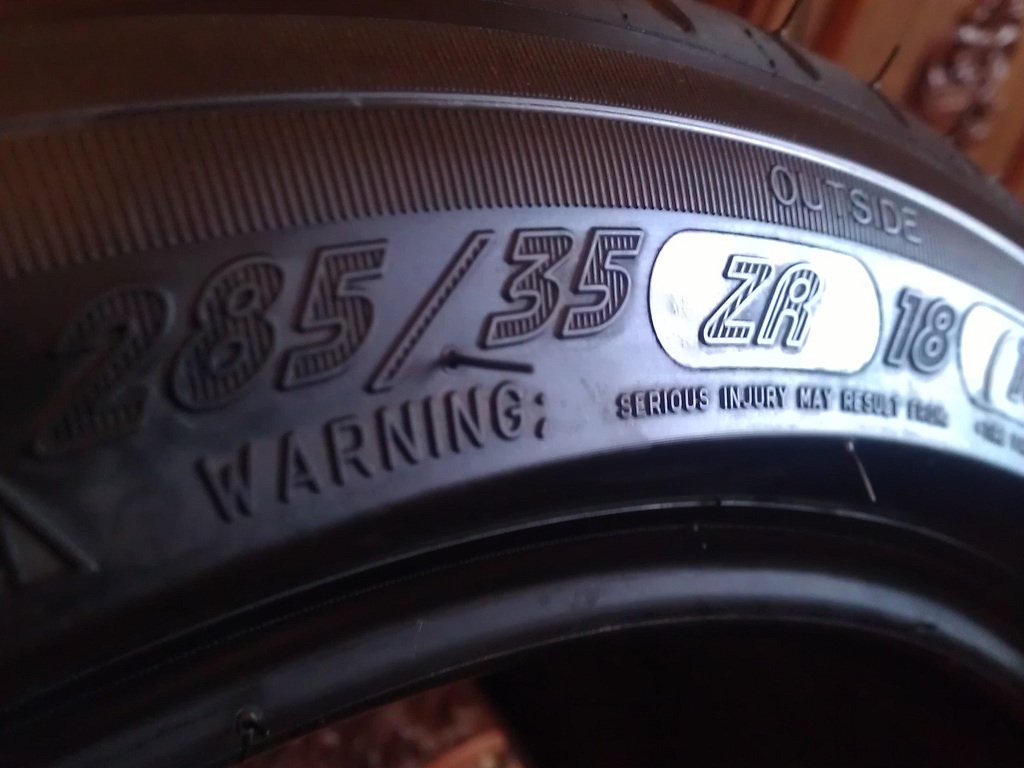 OUTSIDE
285/35 ZR 18
WARNING:
SERIOUS INJURY MAY RESULT FROM